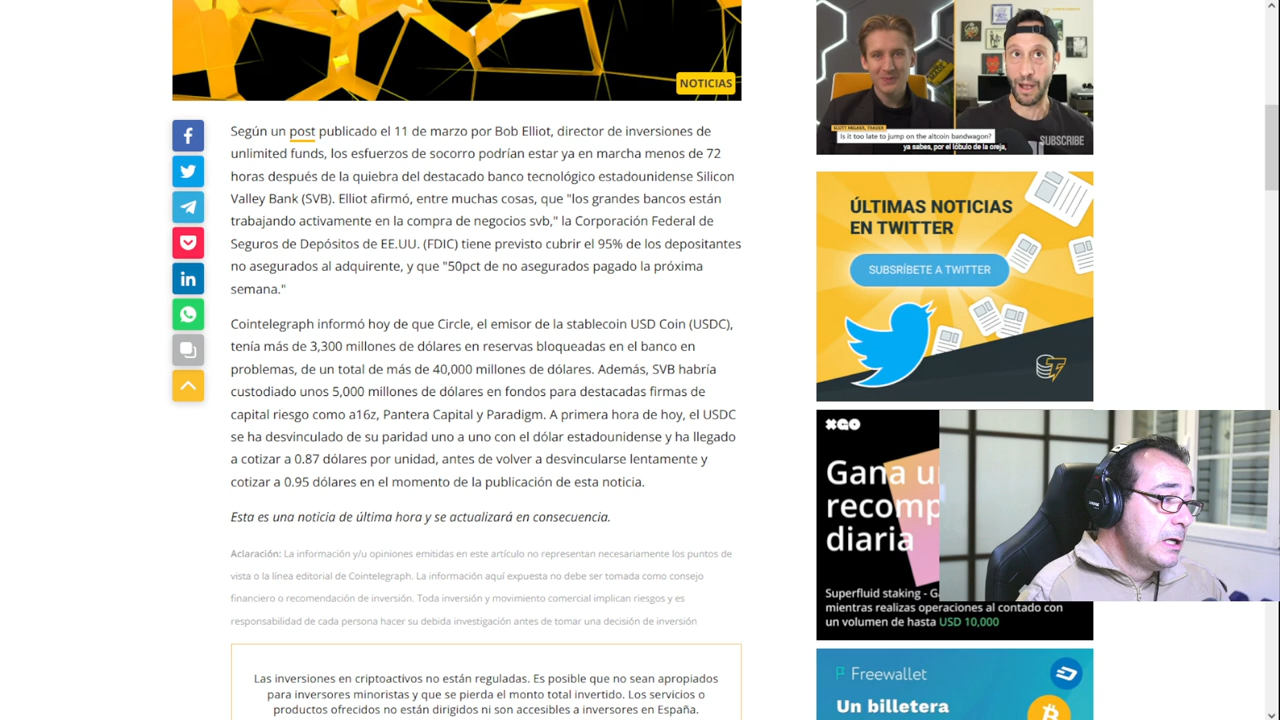 NOTICIAS
Según un post publicado el 11 de marzo por Bob Elliot, director de inversiones de
unlimited funds, los esfuerzos de socorro podrían estar ya en marcha menos de 72
horas después de la quiebra del destacado banco tecnológico estadounidense Silicon
Valley Bank (SVB). Elliot afirmó, entre muchas cosas, que "los grandes bancos están
trabajando activamente en la compra de negocios svb," la Corporación Federal de
Seguros de Depósitos de EE.UU. (FDIC) tiene previsto cubrir el 95% de los depositantes
no asegurados al adquirente, y que "50pct de no asegurados pagado la próxima
semana."
Cointelegraph informó hoy de que Circle, el emisor de la stablecoin USD Coin (USDC),
tenía más de 3,300 millones de dólares en reservas bloqueadas en el banco en
problemas, de un total de más de 40,000 millones de dólares. Además, SVB habría
custodiado unos 5,000 millones de dólares en fondos para destacadas firmas de
capital riesgo como a16z, Pantera Capital y Paradigm. A primera hora de hoy, el USDC
se ha desvinculado de su paridad uno a uno con el dólar estadounidense y ha llegado
a cotizar a 0.87 dólares por unidad, antes de volver a desvincularse lentamente y
cotizar a 0.95 dólares en el momento de la publicación de esta noticia.
Esta es una noticia de última hora y se actualizará en consecuencia.
Aclaración: La información y/u opiniones emitidas en este artículo no representan necesariamente los puntos de
vista o la línea editorial de Cointelegraph. La información aquí expuesta no debe ser tomada como consejo
financiero o recomendación de inversión. Toda inversión y movimiento comercial implican riesgos y es
responsabilidad de cada persona hacer su debida investigación antes de tomar una decisión de inversión
Las inversiones en criptoactivos no están reguladas. Es posible que no sean apropiados
para inversores minoristas y que se pierda el monto total invertido. Los servicios o
productos ofrecidos no están dirigidos ni son accesibles a inversores en España.
SCOTT MELKER, TRADER
Is it too late to jump on the altcoin bandwagon?
ya sabes, por el lóbulo de la oreja,
SUBSCRIBE
ÚLTIMAS NOTICIAS
EN TWITTER
SUBSRÍBETE A TWITTER
XGO
Gana u
recomp
diaria
Superfluid staking - G
mientras realizas operaciones al contado con
un volumen de hasta USD 10,000
Freewallet
Un billetera